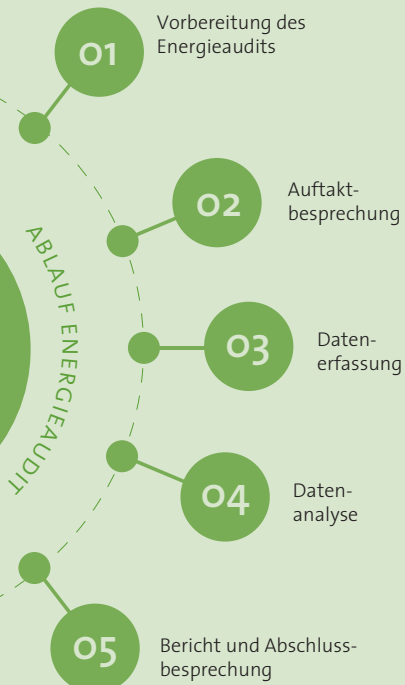 01
Vorbereitung des
Energieaudits
02
Auftakt-
besprechung
ABLAUF ENERGIEAUDIT
03
Daten-
erfassung
04
Daten-
analyse
05
Bericht und Abschluss-
besprechung